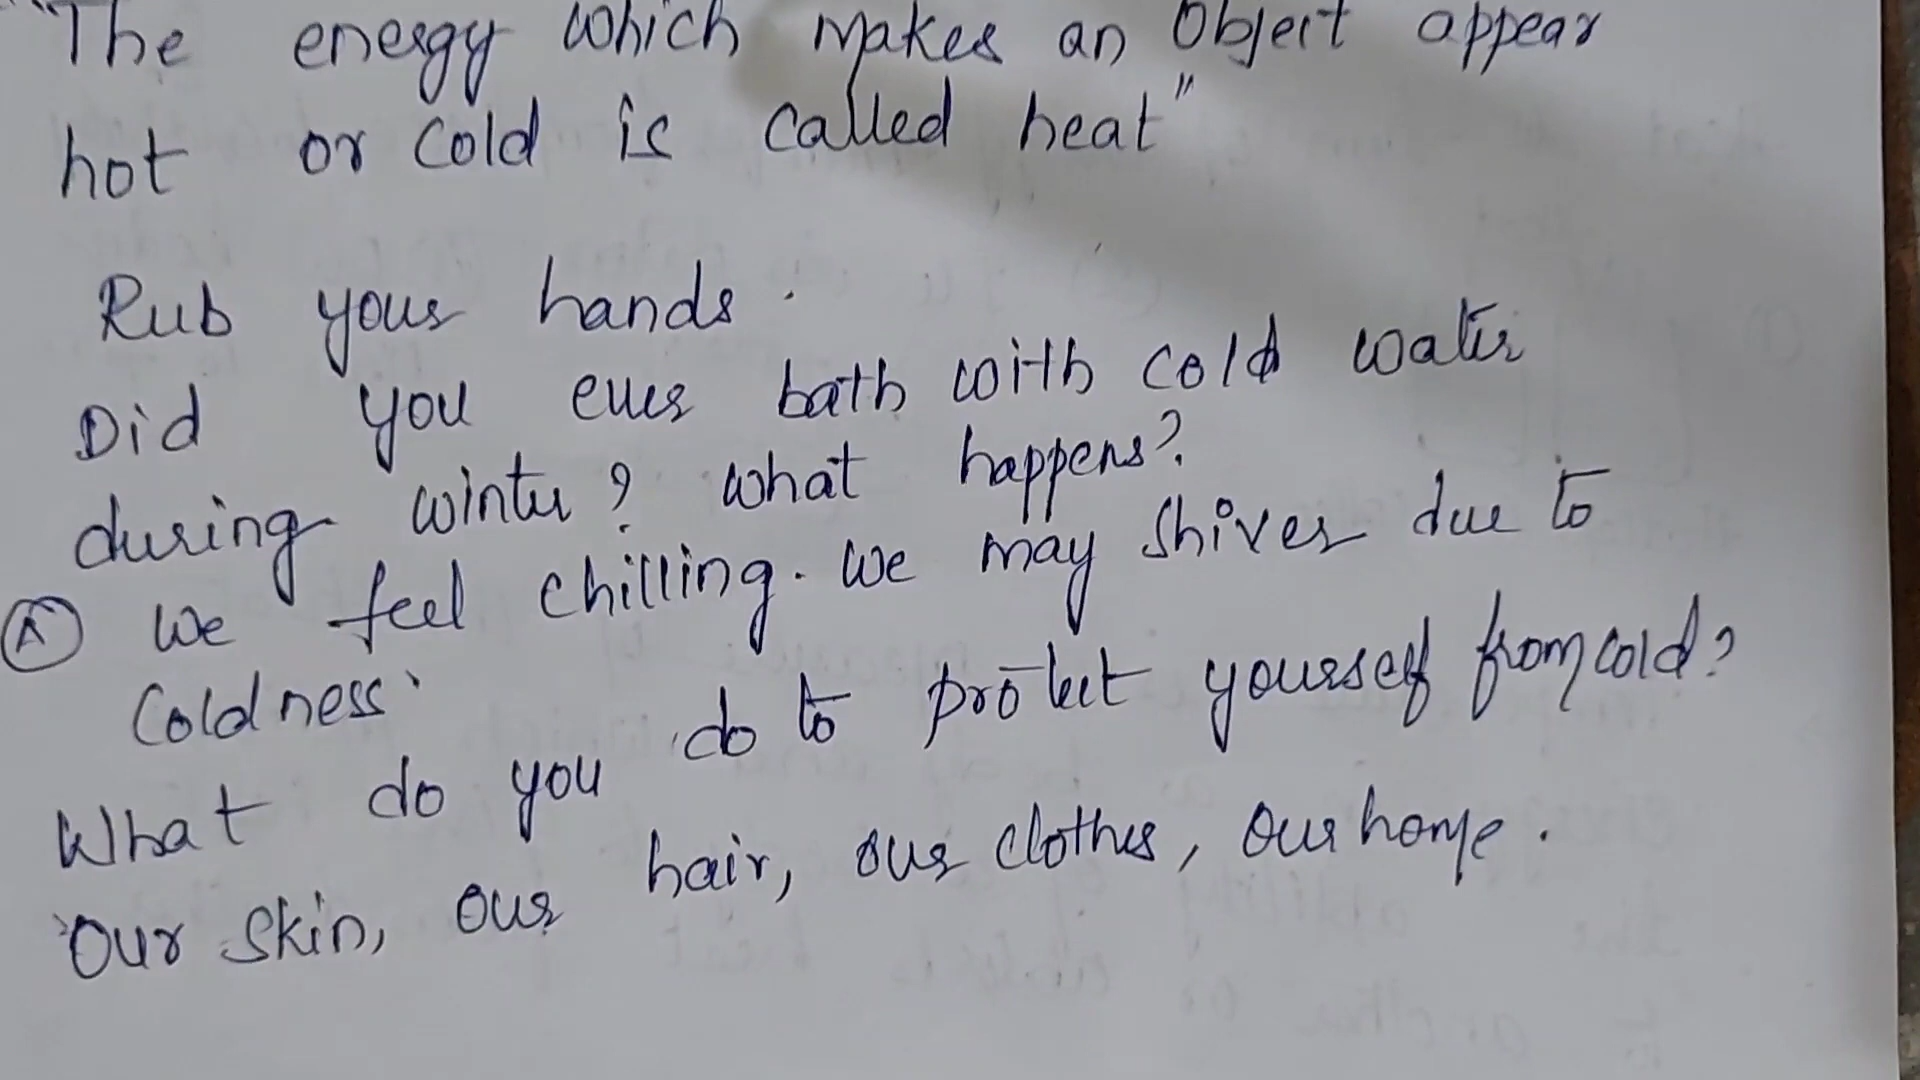 "The energy which makes an Object appear
hot or cold is called heat"
Rub your hands.
Did you ever bath with cold water
during winter? what happens?
(A) We feel chilling. we may shiver due to
Coldness.
What do you do to protect yourself from cold?
Our skin, our hair, our clothes, our home.